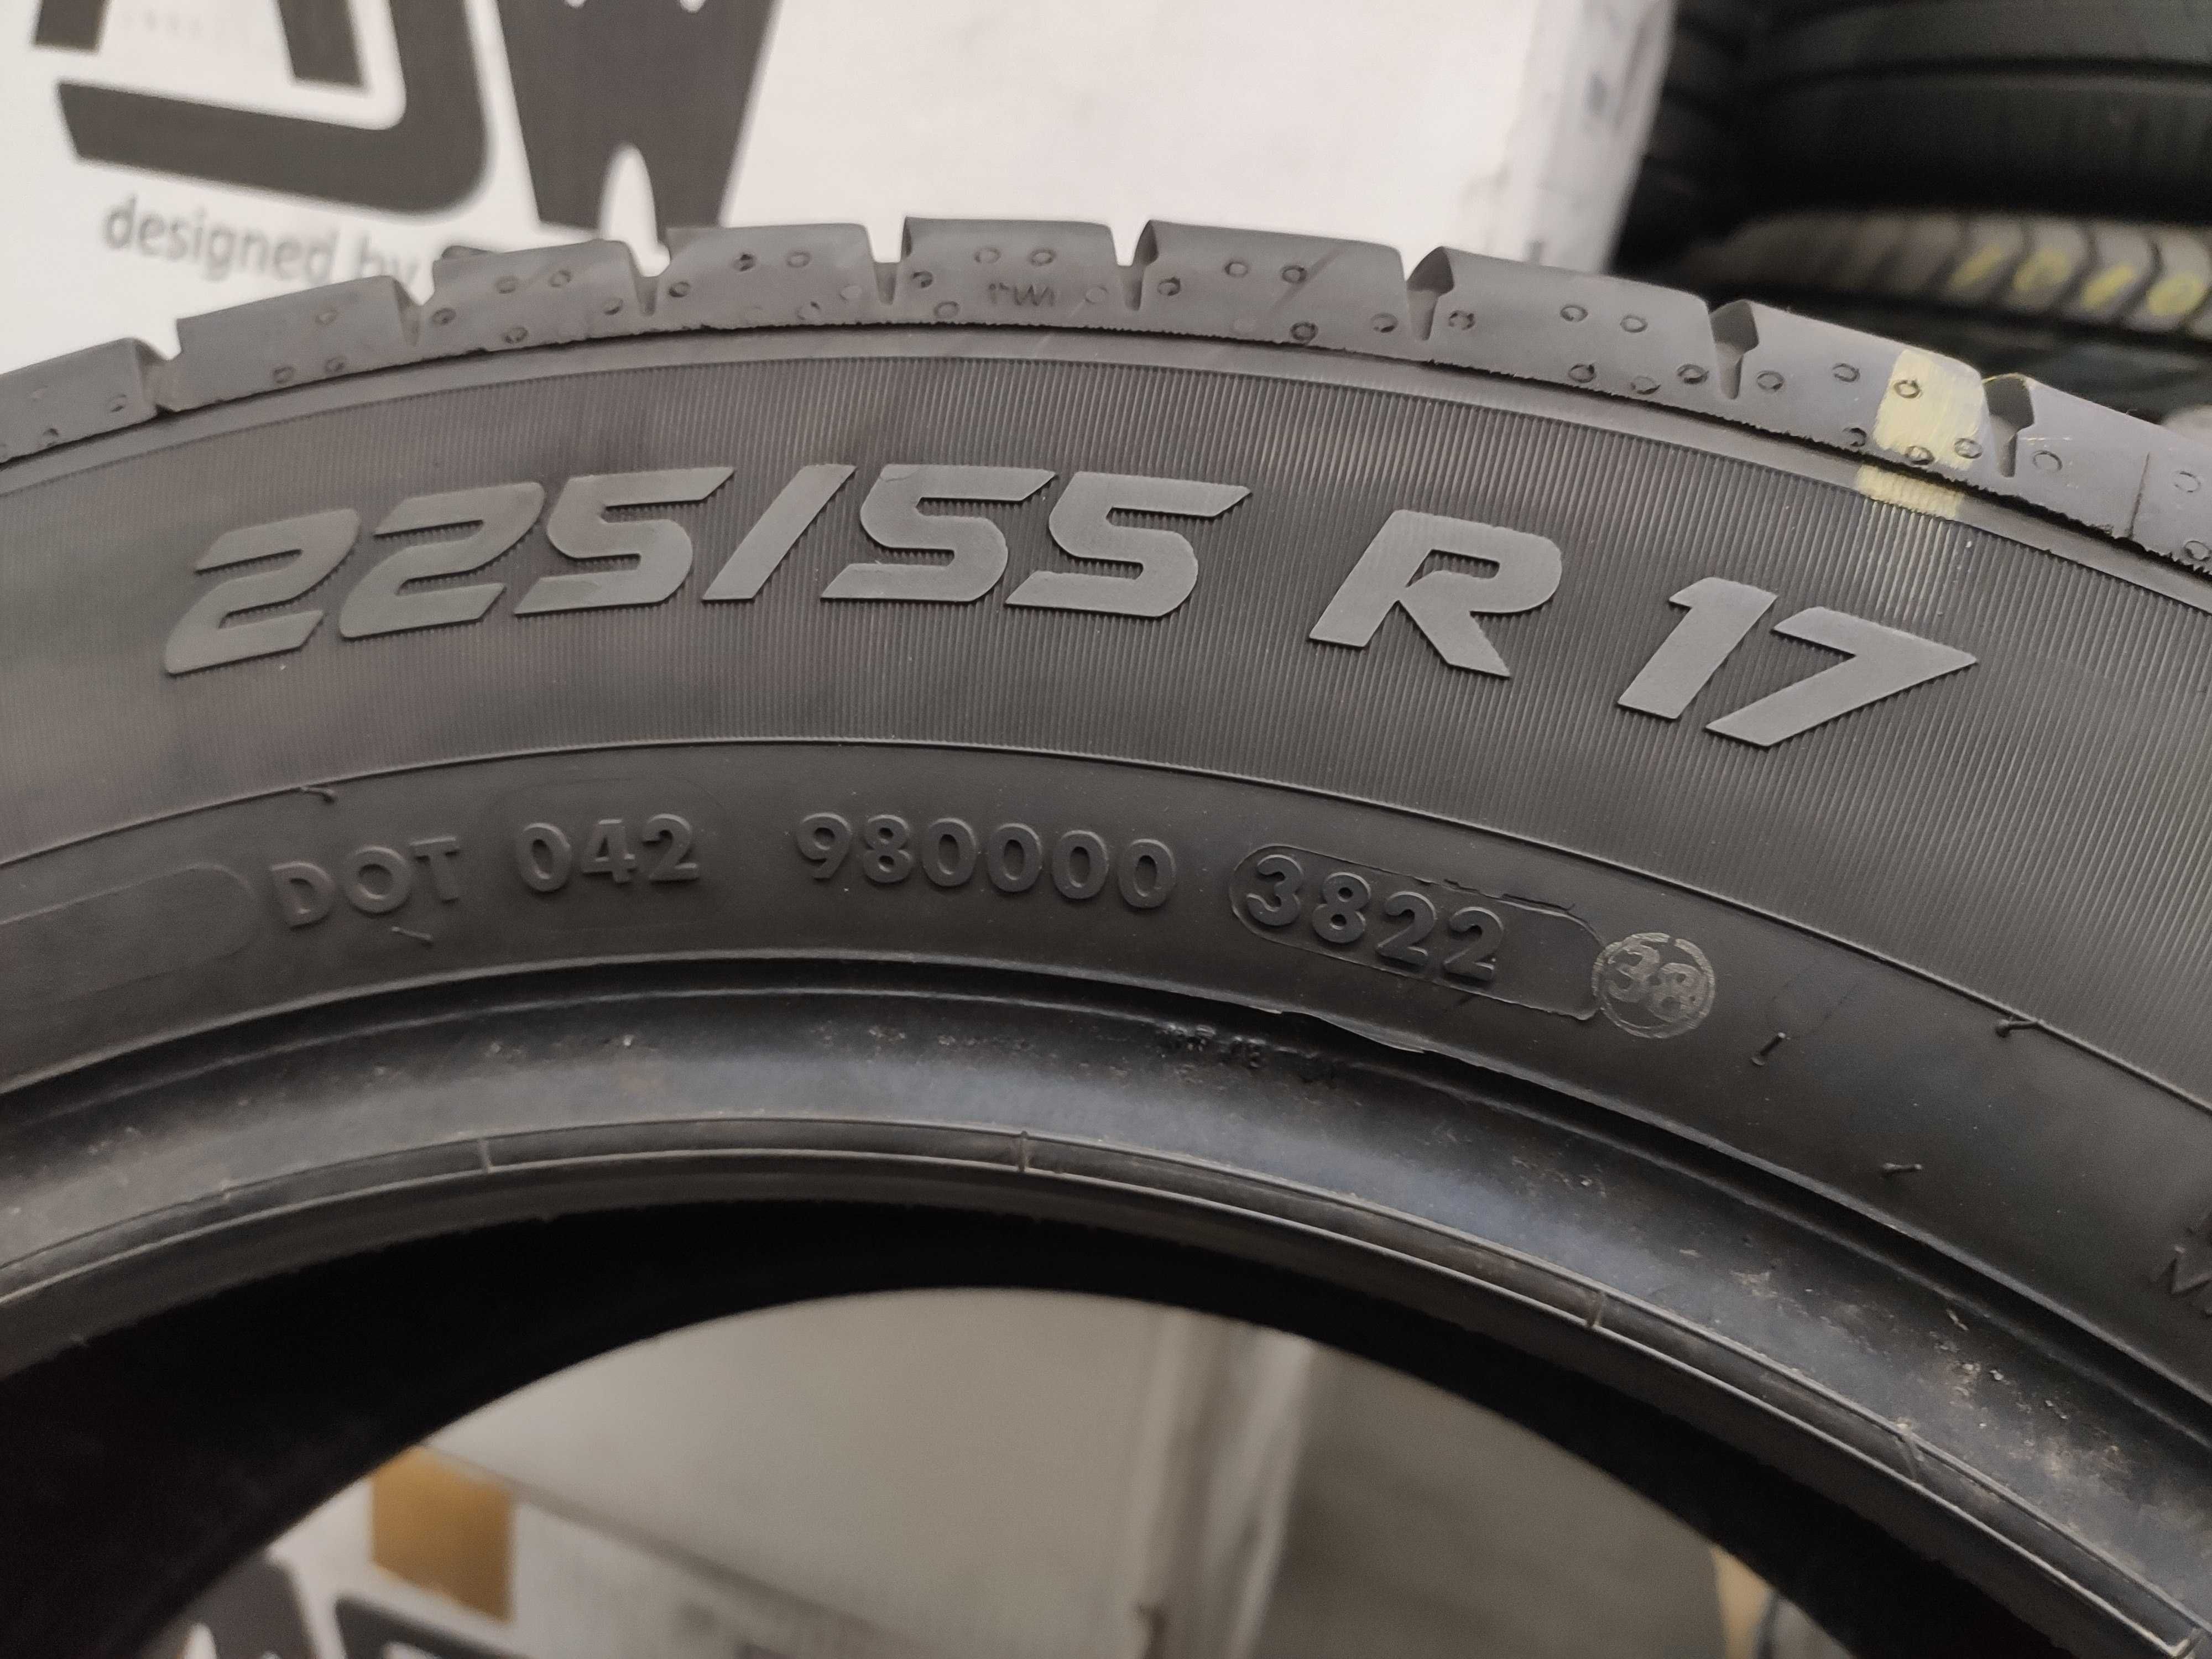 designed by
TWI
225/55 R 17
DOT 042 980000 3822 38